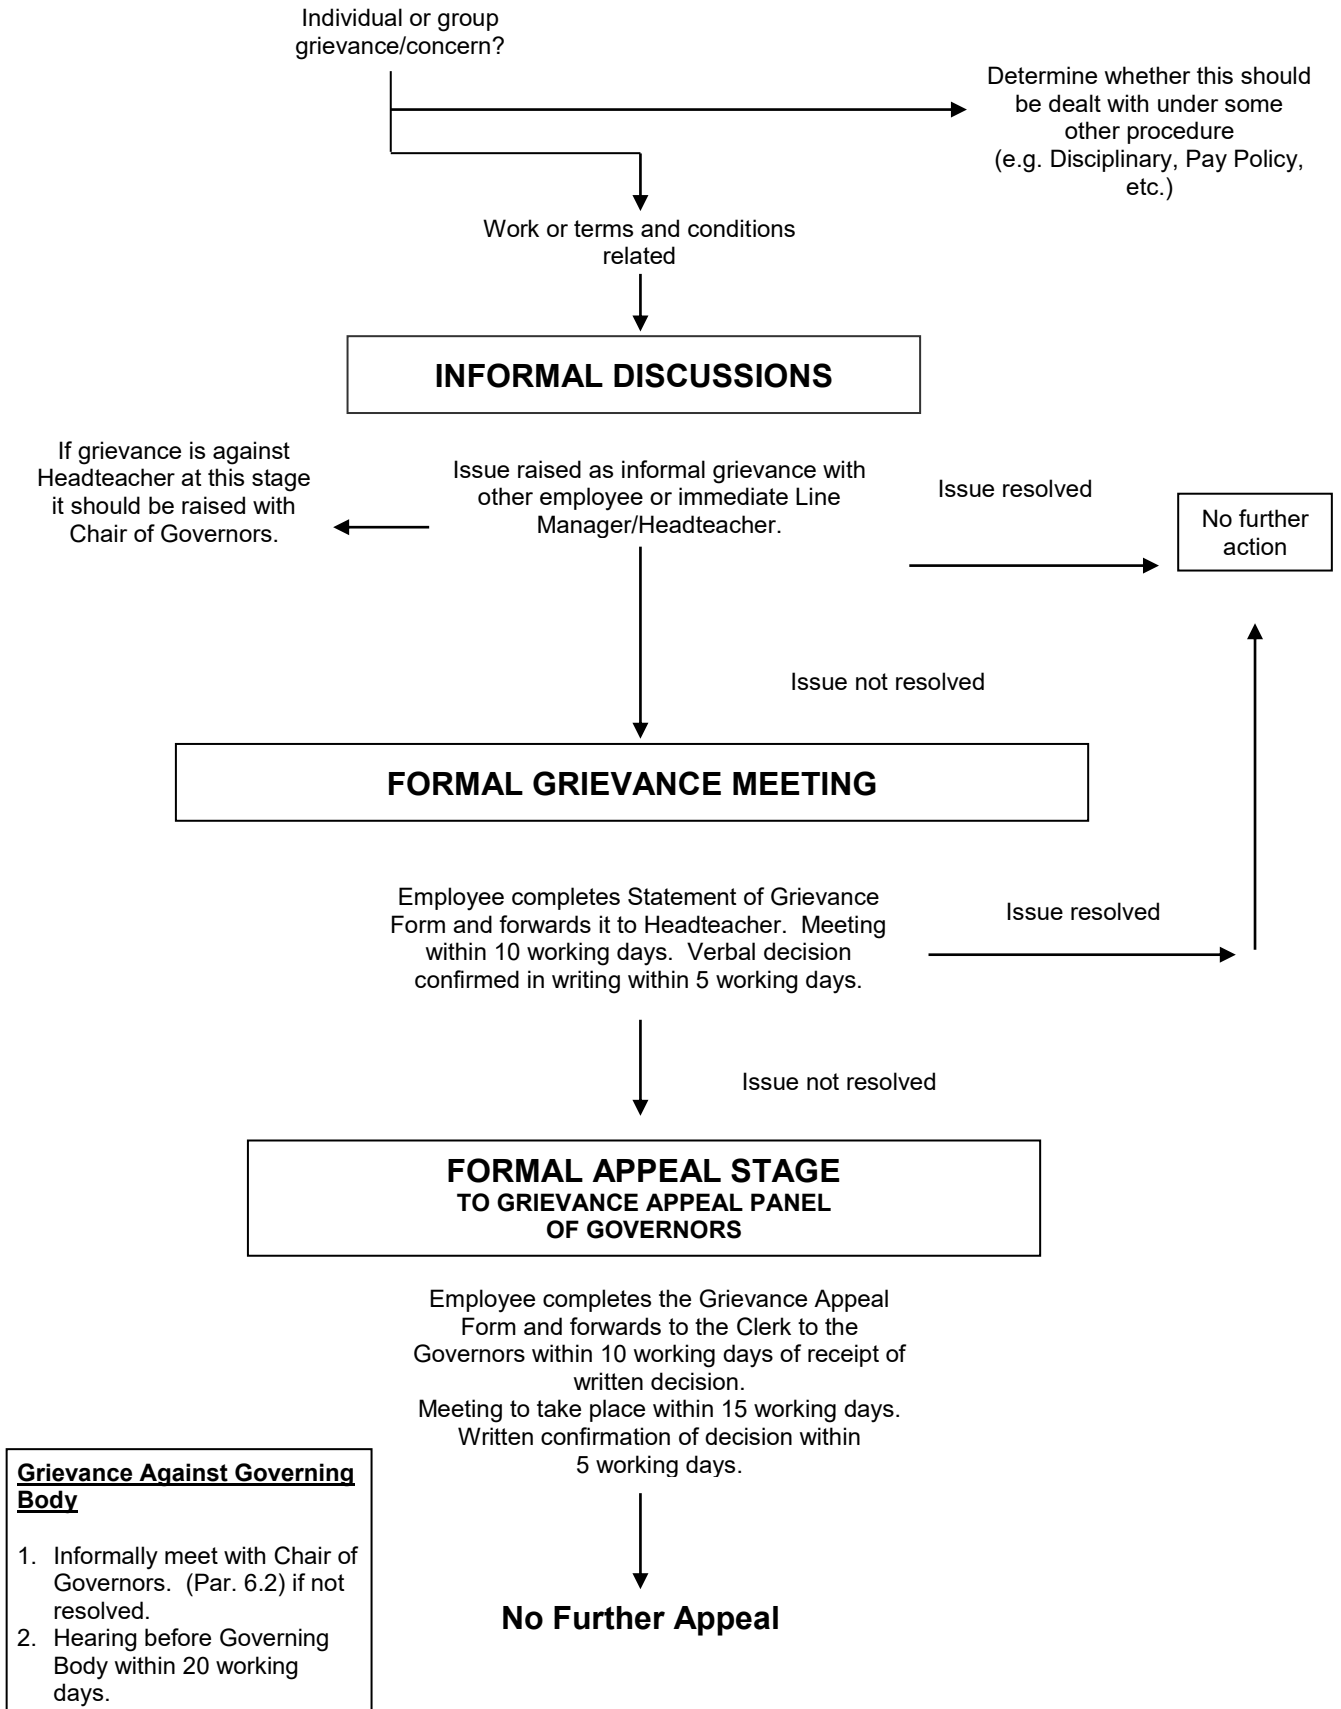 Individual or group
grievance/concern?
Determine whether this should
be dealt with under some
other procedure
(e.g. Disciplinary, Pay Policy,
etc.)
Work or terms and conditions
related
INFORMAL DISCUSSIONS
If grievance is against
Headteacher at this stage
it should be raised with
Chair of Governors.
Issue raised as informal grievance with
other employee or immediate Line
Manager/Headteacher.
Issue resolved
No further
action
Issue not resolved
FORMAL GRIEVANCE MEETING
Employee completes Statement of Grievance
Form and forwards it to Headteacher.  Meeting
within 10 working days.  Verbal decision
confirmed in writing within 5 working days.
Issue resolved
Issue not resolved
FORMAL APPEAL STAGE
TO GRIEVANCE APPEAL PANEL
OF GOVERNORS
Employee completes the Grievance Appeal
Form and forwards to the Clerk to the
Governors within 10 working days of receipt of
written decision.
Meeting to take place within 15 working days.
Written confirmation of decision within
5 working days.
No Further Appeal
Grievance Against Governing
Body
1. Informally meet with Chair of
Governors.  (Par. 6.2) if not
resolved.
2. Hearing before Governing
Body within 20 working
days.